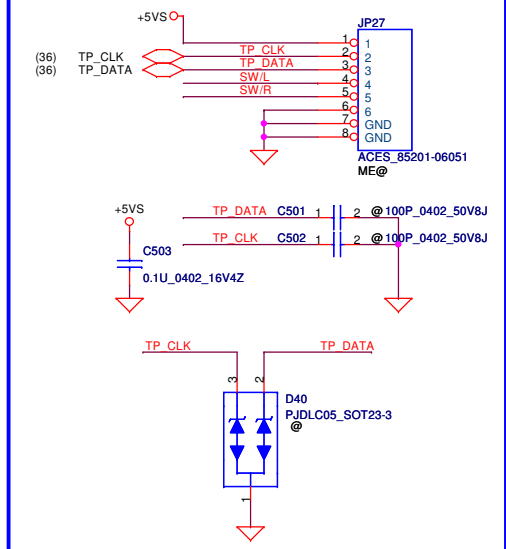 +5VS
JP27
1 1
(36) TP_CLK TP_CLK 2 2
(36) TP_DATA TP_DATA 3 3
SW/L 4 4
SW/R 5 5
6 6
7 GND
8 GND
ACES_85201-06051
ME@
+5VS
TP_DATA C501 1 2 @ 100P_0402_50V8J
TP_CLK C502 1 2 @ 100P_0402_50V8J
C503
0.1U_0402_16V4Z
TP_CLK TP_DATA
3 2
D40
PJDLC05_SOT23-3
@
1